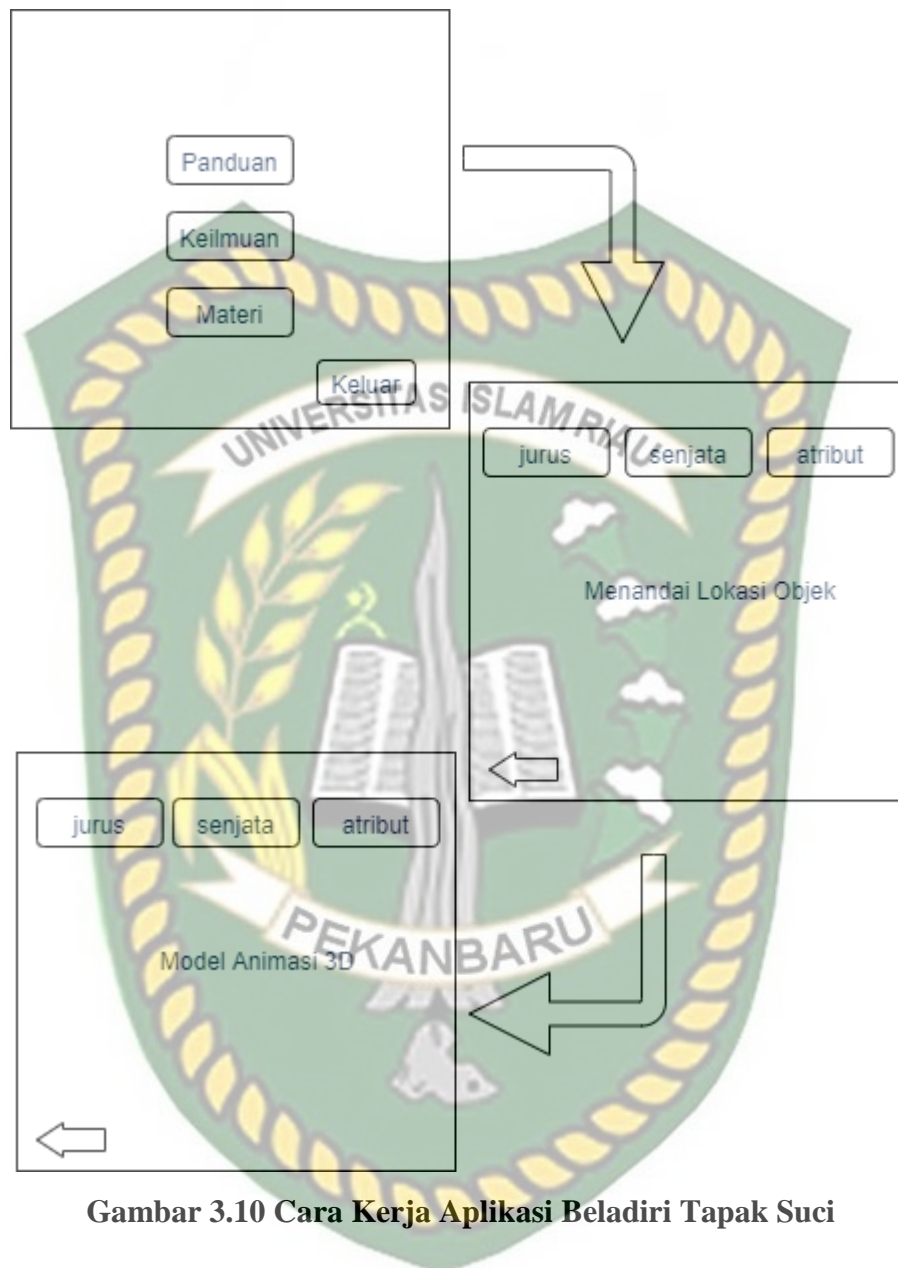 Panduan
Keilmuan
Materi
Keluar
UNIVERSITAS ISLAM RIAU
jurus senjata atribut
Menandai Lokasi Objek
jurus senjata atribut
PEKANBARU
Model Animasi 3D
Gambar 3.10 Cara Kerja Aplikasi Beladiri Tapak Suci